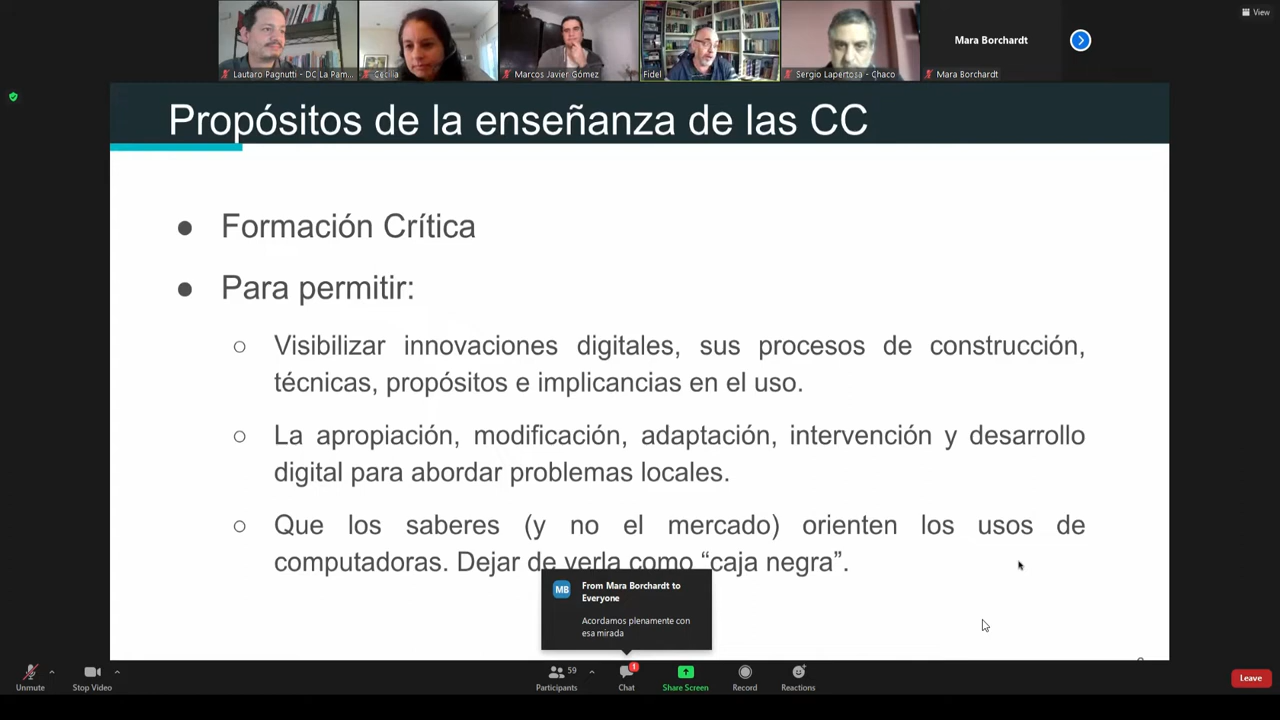 View
Lautaro Pagnutti - DC La Pam...
Cecilia
Marcos Javier Gómez
Fidel
Sergio Lapertosa - Chaco
Mara Borchardt
Mara Borchardt
Propósitos de la enseñanza de las CC
● Formación Crítica
● Para permitir:
○ Visibilizar innovaciones digitales, sus procesos de construcción,
técnicas, propósitos e implicancias en el uso.
○ La apropiación, modificación, adaptación, intervención y desarrollo
digital para abordar problemas locales.
○ Que los saberes (y no el mercado) orienten los usos de
computadoras. Dejar de verla como “caja negra”.
MB
From Mara Borchardt to
Everyone
Acordamos plenamente con
esa mirada
Unmute
Stop Video
59
Participants
1
Chat
Share Screen
Record
Reactions
Leave